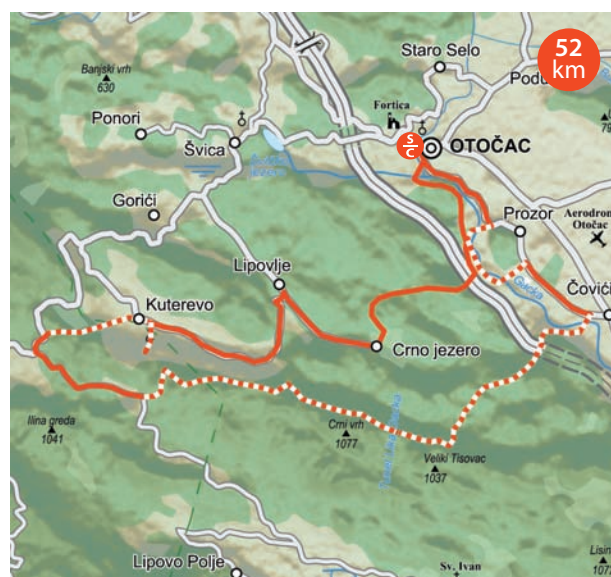 52
km
Staro Selo
Banjski vrh
630
Fortica
Ponori
Švica
S
C
OTOČAC
Gorići
Prozor
Aerodrom
Otočac
Lipovlje
Gacka
Čovići
Kuterevo
Crno jezero
Ilina greda
1041
Crni vrh
1077
Veliki Tisovac
1037
Lipovo Polje
Sv. Ivan